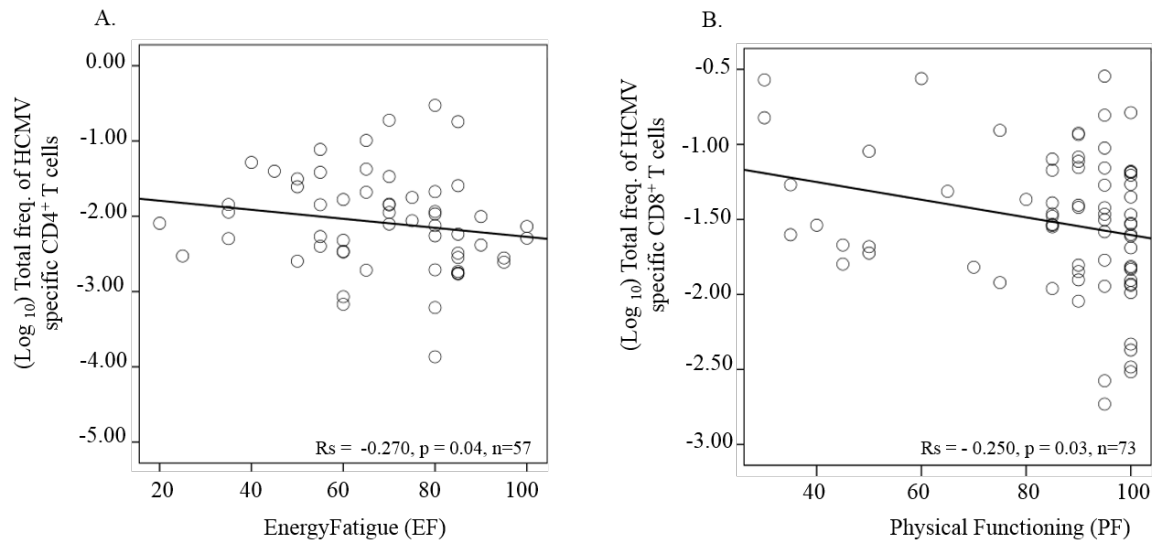 A.
(Log 10) Total freq. of HCMV
specific CD4+ T cells
0.00
-1.00
-2.00
-3.00
-4.00
-5.00
Rs = -0.270, p = 0.04, n=57
20
40
60
80
100
EnergyFatigue (EF)
B.
(Log 10) Total freq. of HCMV
specific CD8+ T cells
-0.5
-1.00
-1.50
-2.00
-2.50
-3.00
Rs = - 0.250, p = 0.03, n=73
40
60
80
100
Physical Functioning (PF)